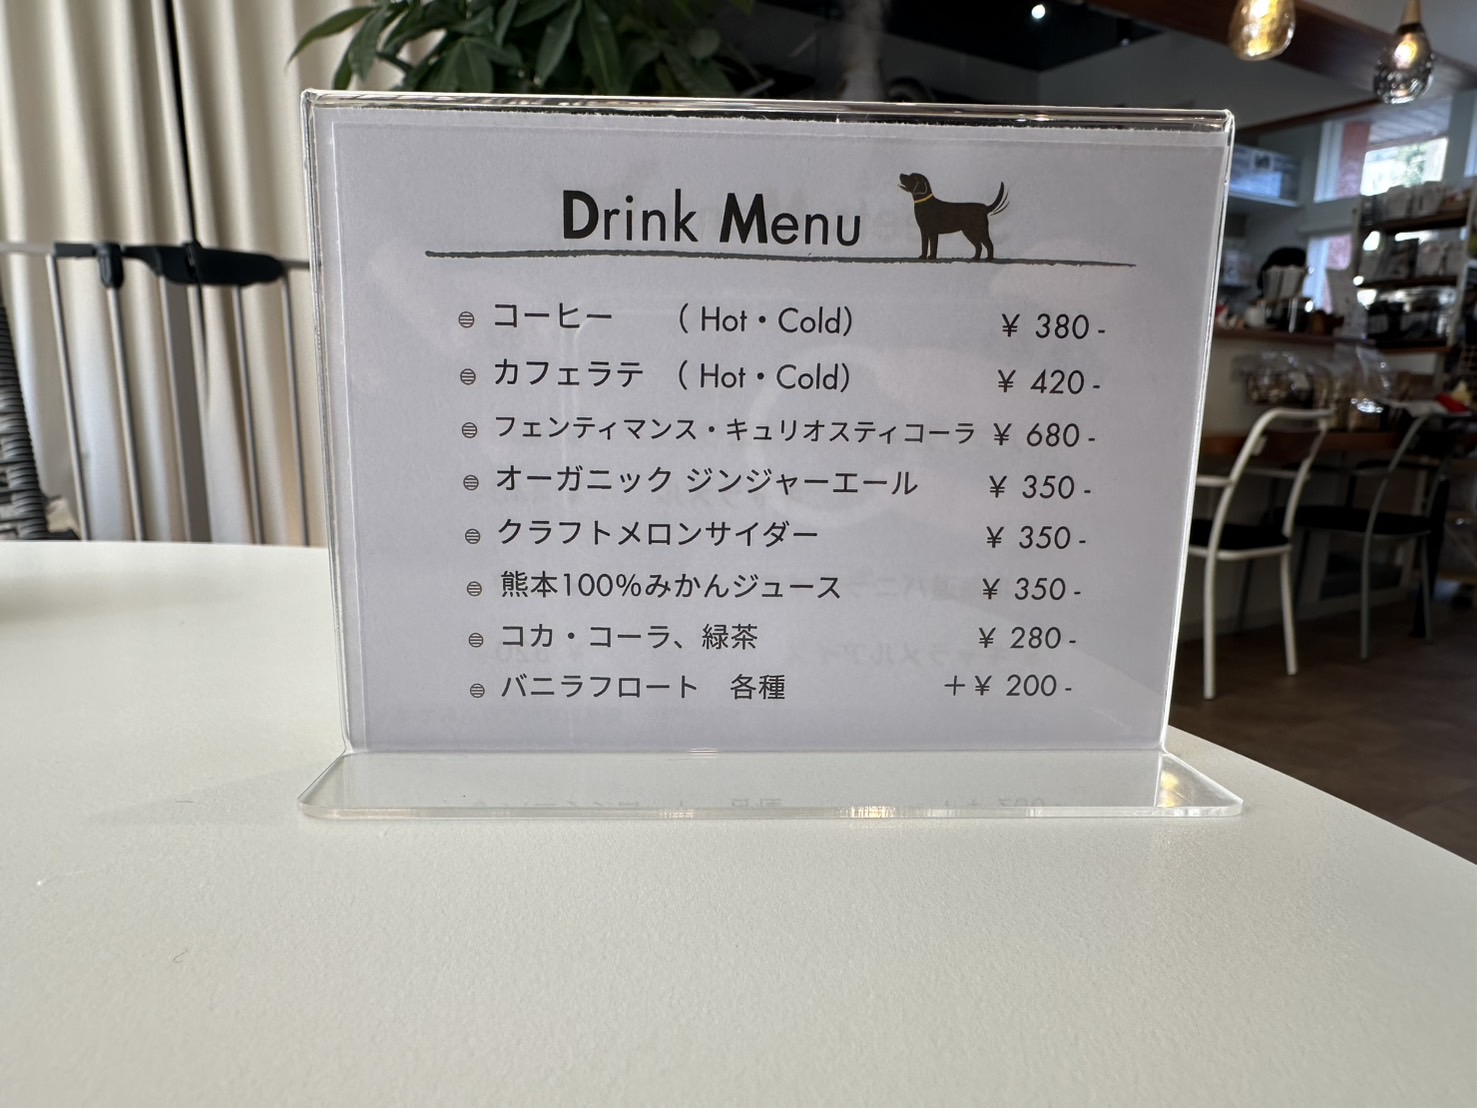 Drink Menu
コーヒー （ Hot・Cold） ￥ 380 -
カフェラテ （ Hot・Cold） ￥ 420 -
フェンティマンス・キュリオスティコーラ ￥ 680 -
オーガニック ジンジャーエール ￥ 350 -
クラフトメロンサイダー ￥ 350 -
熊本100%みかんジュース ￥ 350 -
コカ・コーラ、緑茶 ￥ 280 -
バニラフロート 各種 ＋￥ 200 -